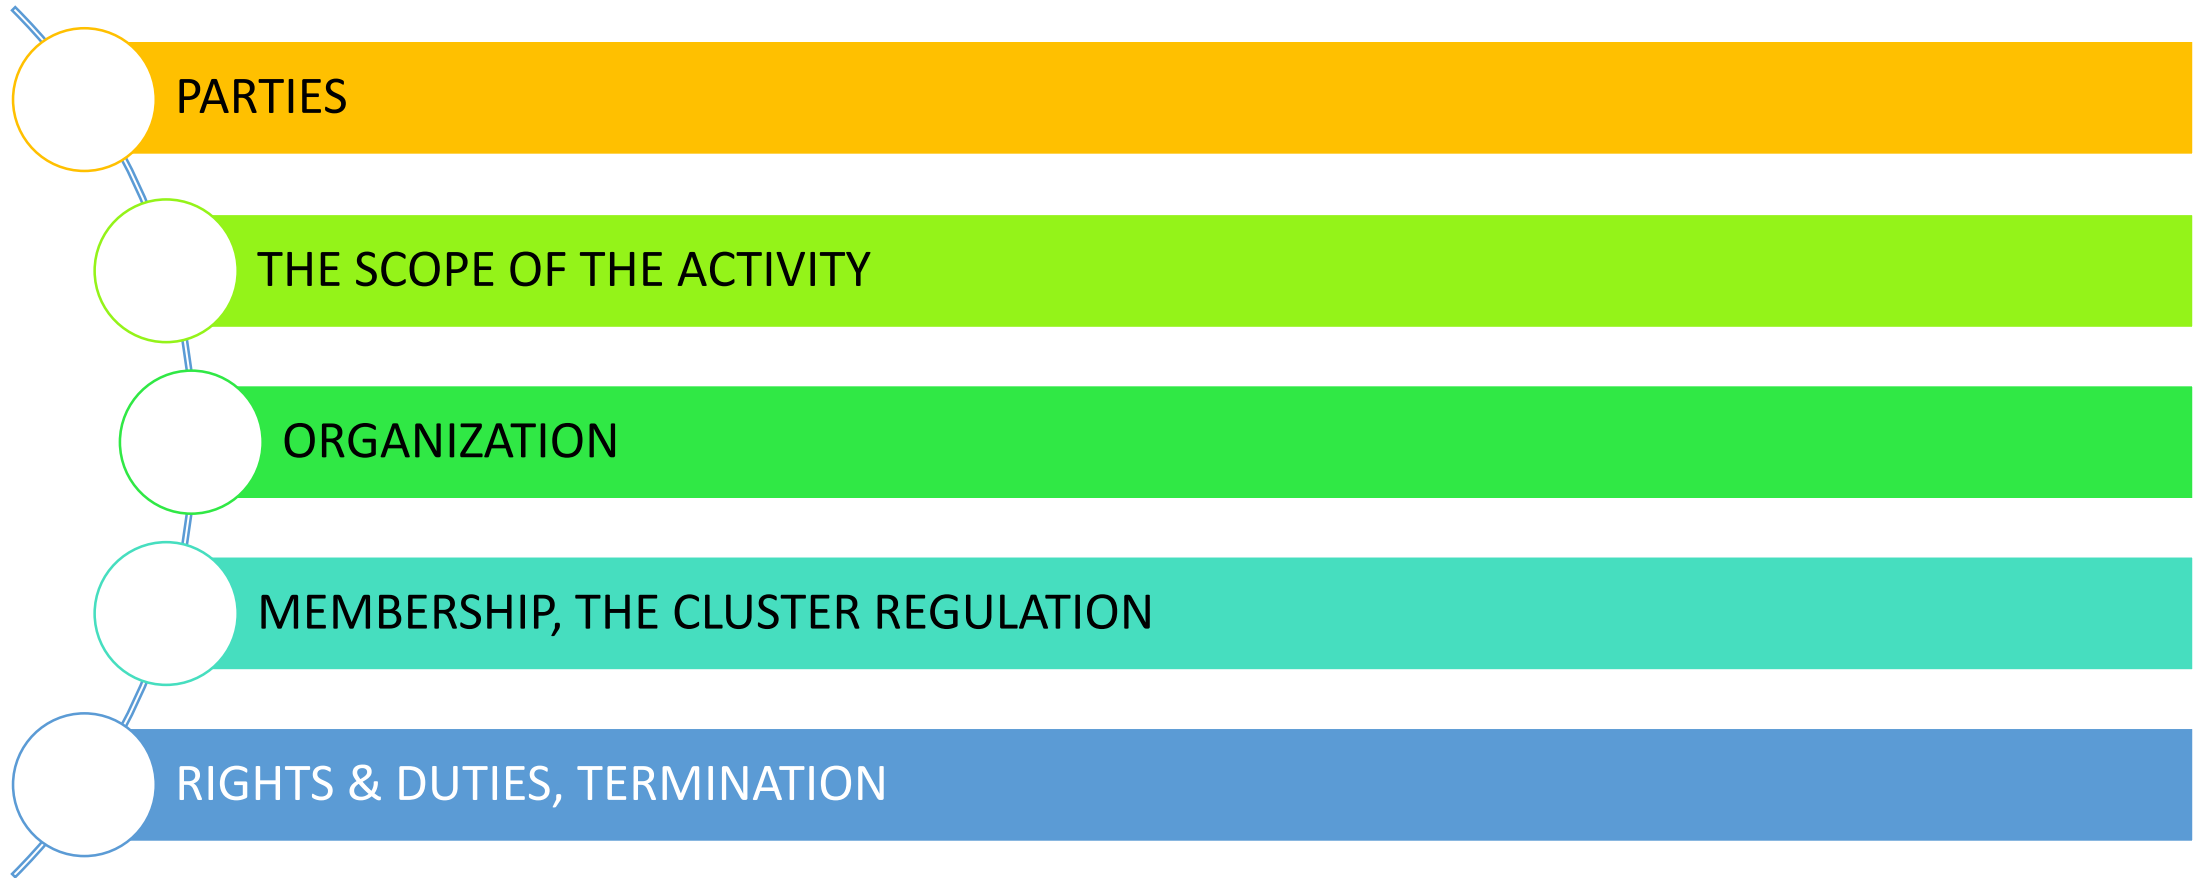 PARTIES
THE SCOPE OF THE ACTIVITY
ORGANIZATION
MEMBERSHIP, THE CLUSTER REGULATION
RIGHTS & DUTIES, TERMINATION